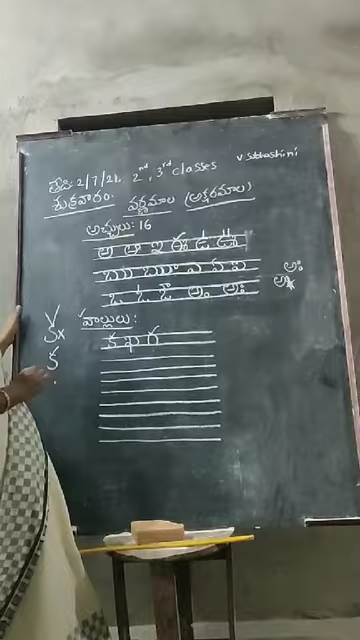 తేది: 2/7/21. 2nd, 3rd classes V. Subhashini
శుక్రవారం. వర్ణమాల (అక్షరమాల)
అచ్చులు: 16
అ ఆ ఇ ఈ ఉ ఊ
ఋ ౠ ఎ ఏ ఐ
ఒ ఓ ఔ అం అః
అః
హల్లులు:
క ఖ గ
క